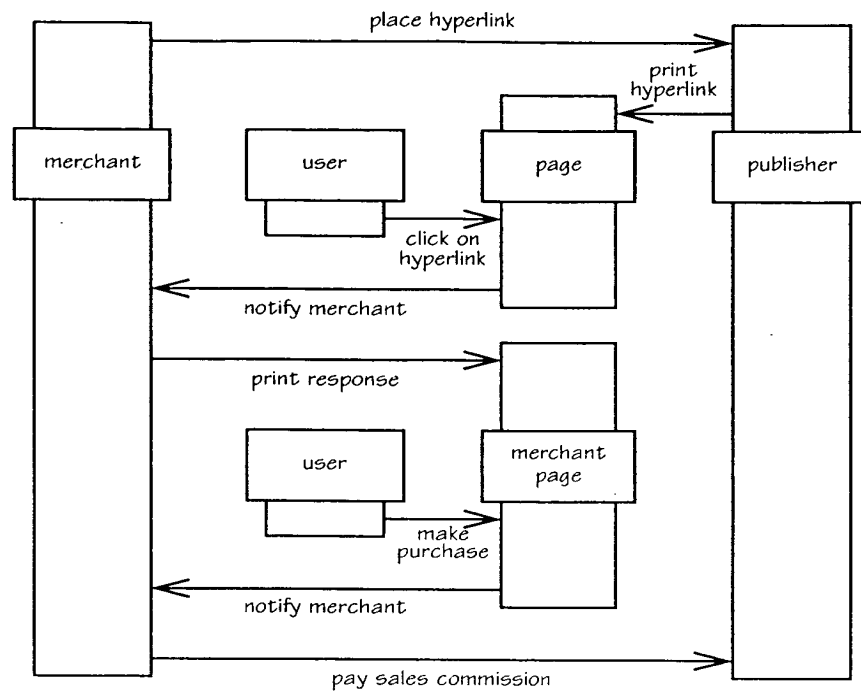 place hyperlink
print
hyperlink
merchant
user
page
publisher
click on
hyperlink
notify merchant
print response
user
merchant
page
make
purchase
notify merchant
pay sales commission